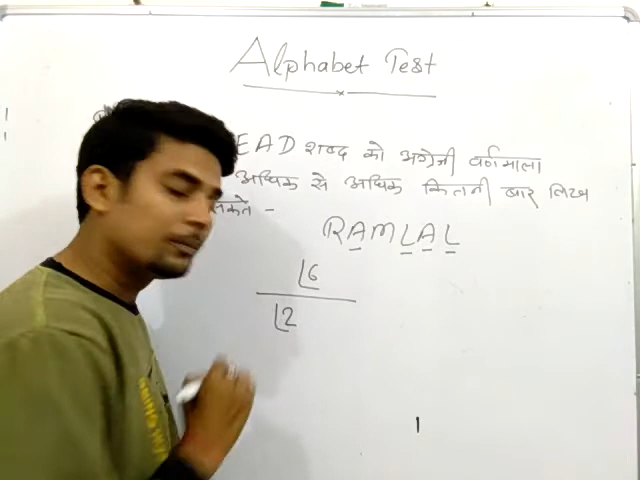 Alphabet Test
EAD शब्द को अंग्रेजी वर्णमाला
अधिक से अधिक कितनी बार लिख
सकते -
RAMLAL
⌊6
⌊2